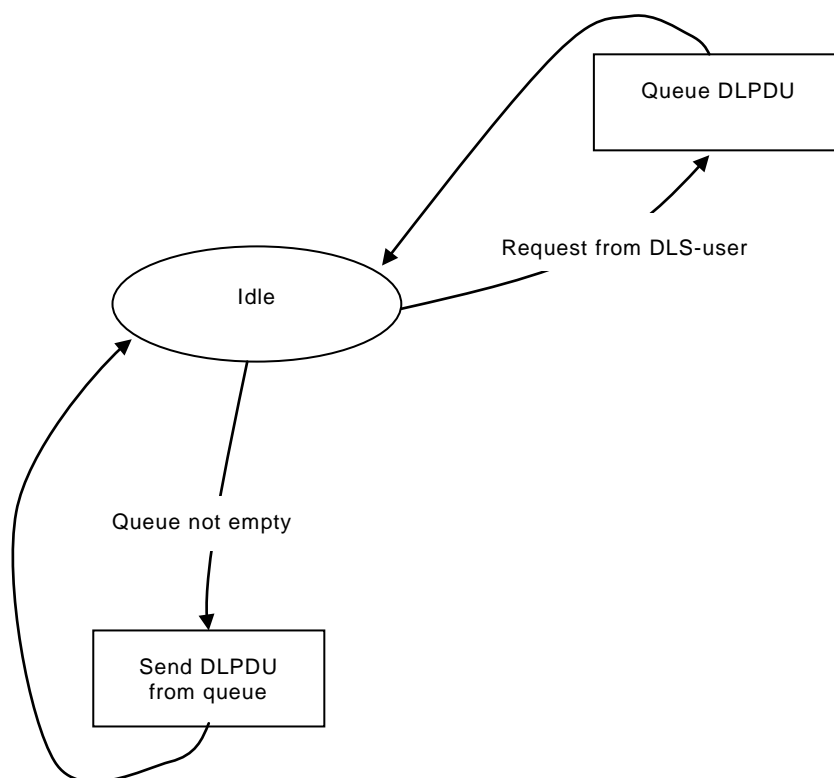 Queue DLPDU
Request from DLS-user
Idle
Queue not empty
Send DLPDU
from queue